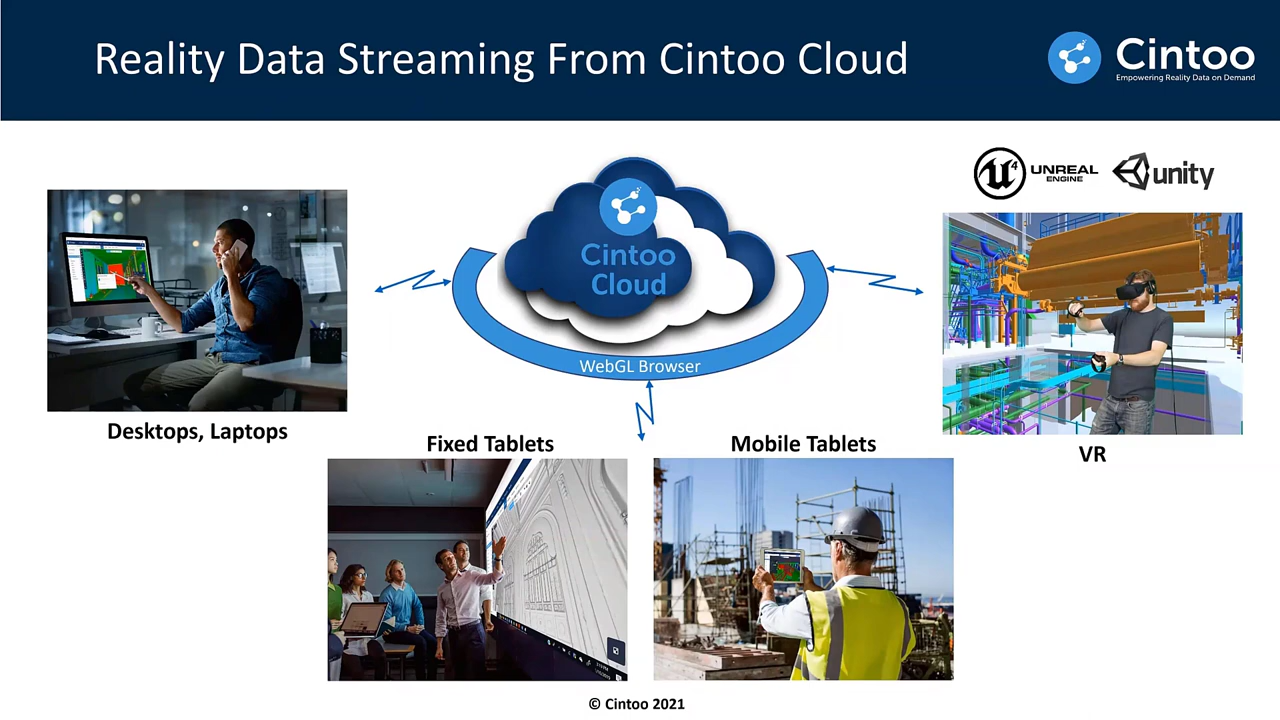 Reality Data Streaming From Cintoo Cloud
Cintoo
Empowering Reality Data on Demand
4
UNREAL
ENGINE
unity
Cintoo
Cloud
WebGL Browser
Desktops, Laptops
Fixed Tablets
Mobile Tablets
VR
© Cintoo 2021